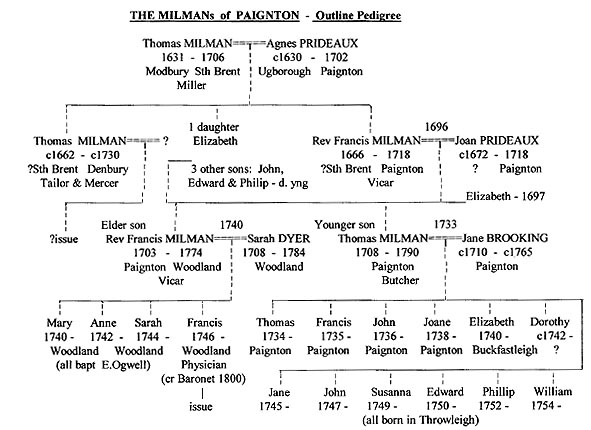 THE MILMANs of PAIGNTON - Outline Pedigree
Thomas MILMAN=====Agnes PRIDEAUX
1631 - 1706 c1630 - 1702
Modbury Sth Brent Ugborough Paignton
Miller
1 daughter
Elizabeth
1696
Thomas MILMAN===== ? Rev Francis MILMAN=====Joan PRIDEAUX
c1662 - c1730 1666 - 1718 c1672 - 1718
?Sth Brent Denbury ?Sth Brent Paignton ? Paignton
Tailor & Mercer Vicar
3 other sons: John,
Edward & Philip - d. yng
Elizabeth - 1697
?issue
Elder son 1740 Younger son 1733
Rev Francis MILMAN=====Sarah DYER Thomas MILMAN=====Jane BROOKING
1703 - 1774 1708 - 1784 1708 - 1790 c1710 - c1765
Paignton Woodland Woodland Paignton Paignton
Vicar Butcher
Mary Anne Sarah Francis Thomas Francis John Joane Elizabeth Dorothy
1740 - 1742 - 1744 - 1746 - 1734 - 1735 - 1736 - 1738 - 1740 - c1742 -
Woodland Woodland Woodland Paignton Paignton Paignton Paignton Buckfastleigh ?
(all bapt E.Ogwell) Physician
(cr Baronet 1800)
issue
Jane John Susanna Edward Phillip William
1745 - 1747 - 1749 - 1750 - 1752 - 1754 -
(all born in Throwleigh)